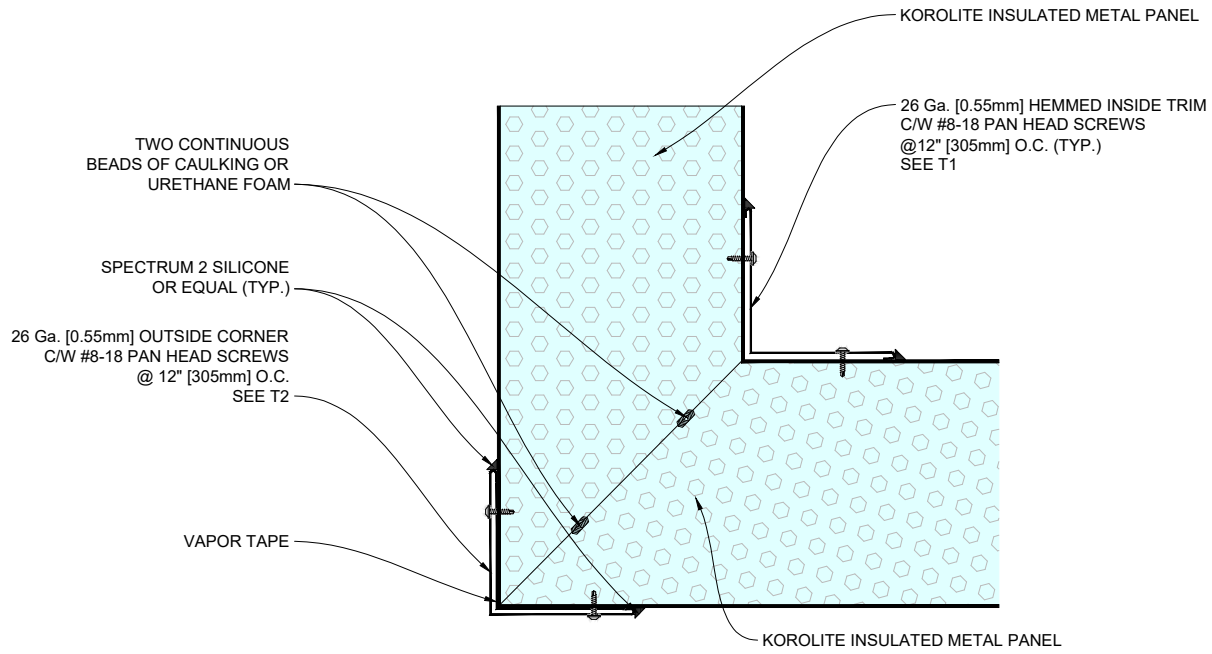 KOROLITE INSULATED METAL PANEL
26 Ga. [0.55mm] HEMMED INSIDE TRIM
C/W #8-18 PAN HEAD SCREWS
@12" [305mm] O.C. (TYP.)
SEE T1
TWO CONTINUOUS
BEADS OF CAULKING OR
URETHANE FOAM
SPECTRUM 2 SILICONE
OR EQUAL (TYP.)
26 Ga. [0.55mm] OUTSIDE CORNER
C/W #8-18 PAN HEAD SCREWS
@ 12" [305mm] O.C.
SEE T2
VAPOR TAPE
KOROLITE INSULATED METAL PANEL